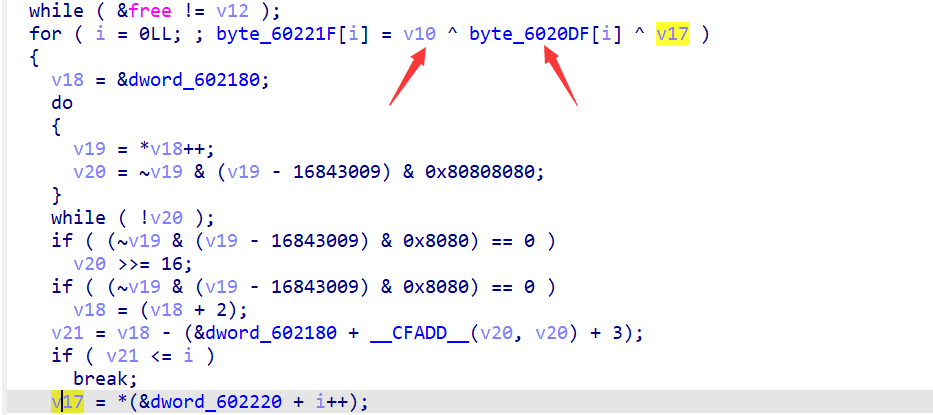 while ( &free != v12 );
for ( i = 0LL; ; byte_60221F[i] = v10 ^ byte_6020DF[i] ^ v17 )
{
v18 = &dword_602180;
do
{
v19 = *v18++;
v20 = ~v19 & (v19 - 16843009) & 0x80808080;
}
while ( !v20 );
if ( (~v19 & (v19 - 16843009) & 0x8080) == 0 )
v20 >>= 16;
if ( (~v19 & (v19 - 16843009) & 0x8080) == 0 )
v18 = (v18 + 2);
v21 = v18 - (&dword_602180 + __CFADD__(v20, v20) + 3);
if ( v21 <= i )
break;
v17 = *(&dword_602220 + i++);